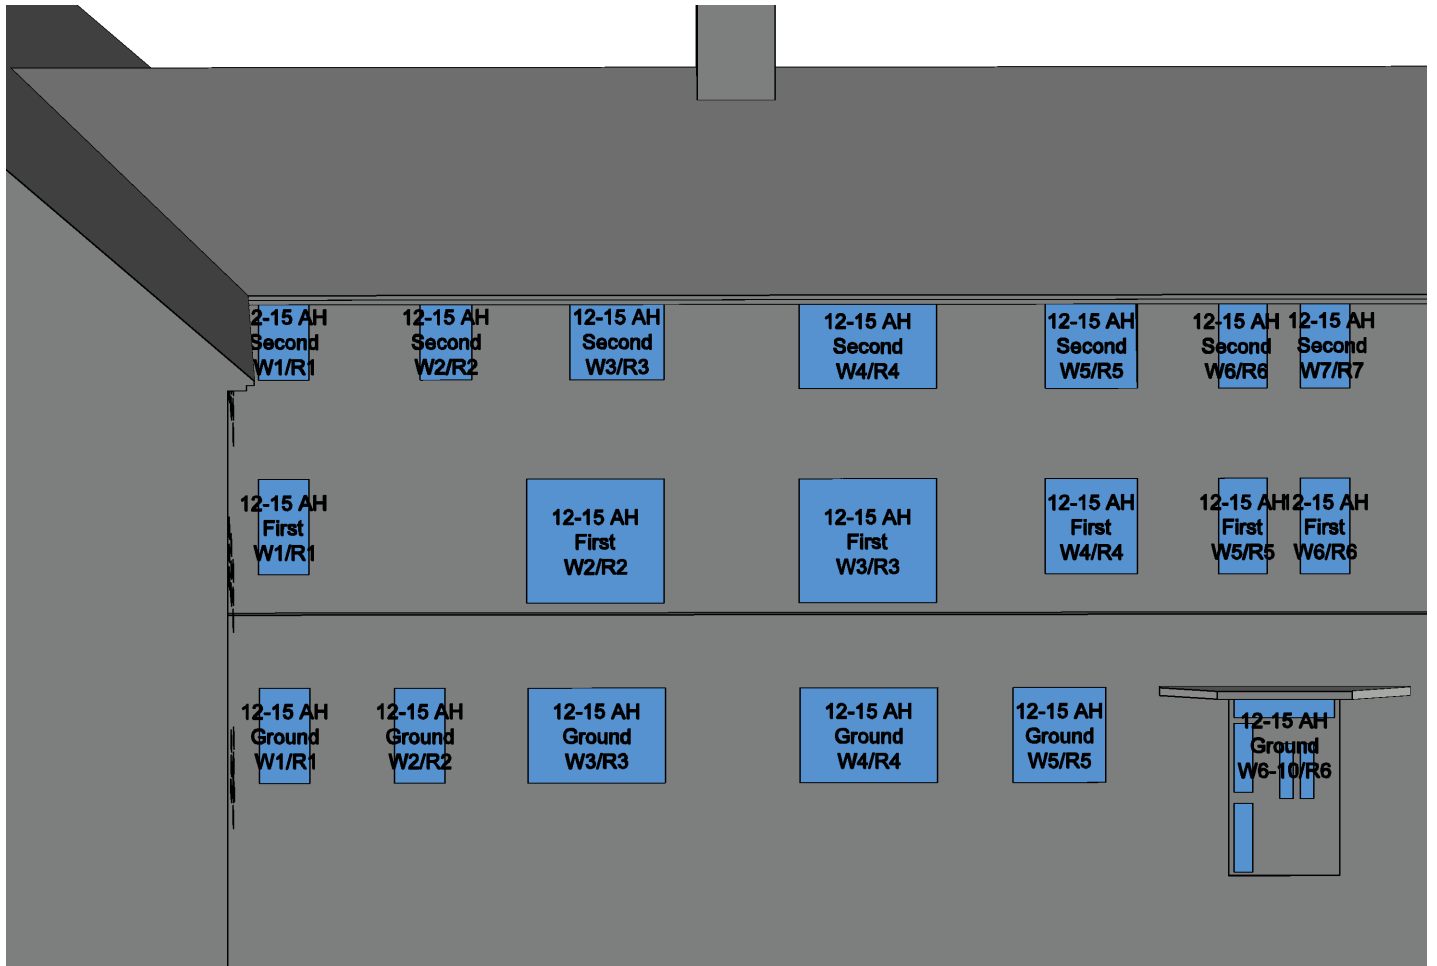 2-15 AH
Second
W1/R1
12-15 AH
Second
W2/R2
12-15 AH
Second
W3/R3
12-15 AH
Second
W4/R4
12-15 AH
Second
W5/R5
12-15 AH
Second
W6/R6
12-15 AH
Second
W7/R7
12-15 AH
First
W1/R1
12-15 AH
First
W2/R2
12-15 AH
First
W3/R3
12-15 AH
First
W4/R4
12-15 AH
First
W5/R5
12-15 AH
First
W6/R6
12-15 AH
Ground
W1/R1
12-15 AH
Ground
W2/R2
12-15 AH
Ground
W3/R3
12-15 AH
Ground
W4/R4
12-15 AH
Ground
W5/R5
12-15 AH
Ground
W6-10/R6